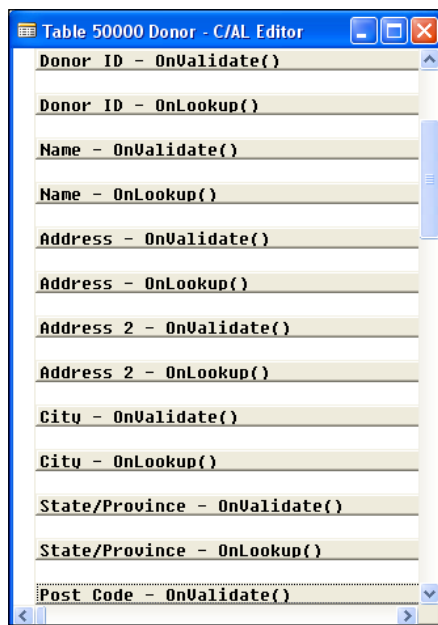 Table 50000 Donor - C/AL Editor
Donor ID - OnValidate()
Donor ID - OnLookup()
Name - OnValidate()
Name - OnLookup()
Address - OnValidate()
Address - OnLookup()
Address 2 - OnValidate()
Address 2 - OnLookup()
City - OnValidate()
City - OnLookup()
State/Province - OnValidate()
State/Province - OnLookup()
Post Code - OnValidate()